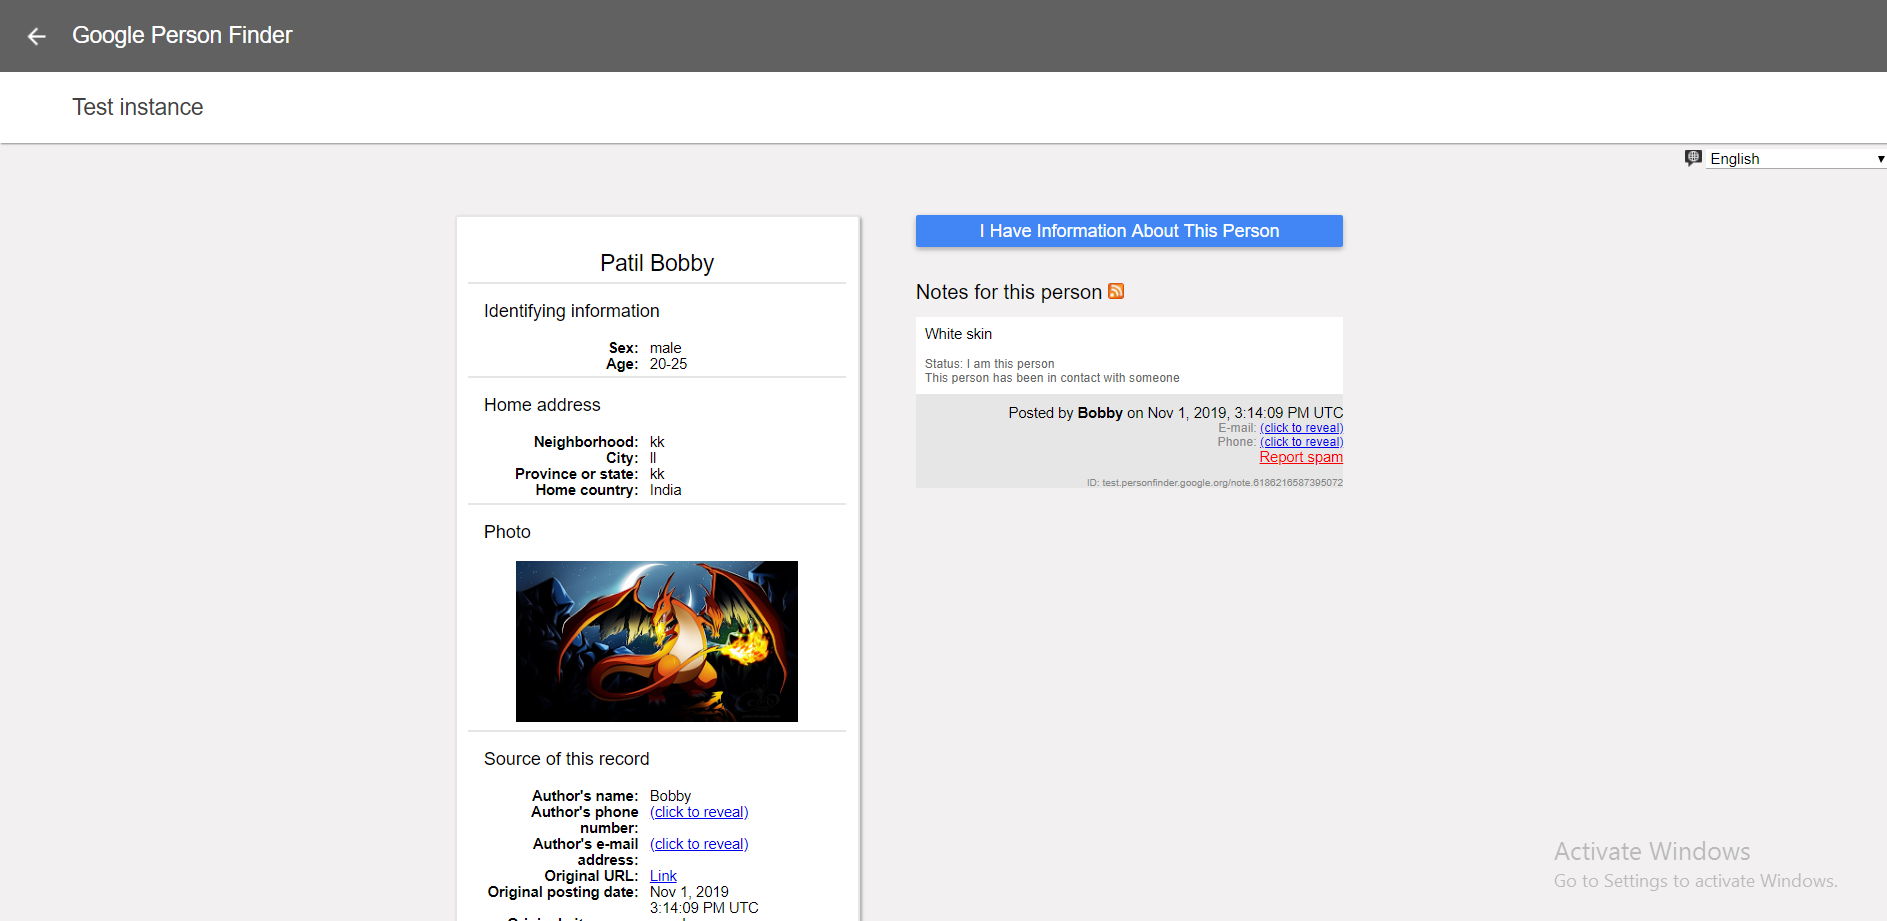 Google Person Finder
Test instance
English
Patil Bobby
Identifying information
Sex: male
Age: 20-25
Home address
Neighborhood: kk
City: ll
Province or state: kk
Home country: India
Photo
Source of this record
Author's name: Bobby
Author's phone number: (click to reveal)
Author's e-mail address: (click to reveal)
Original URL: Link
Original posting date: Nov 1, 2019
3:14:09 PM UTC
I Have Information About This Person
Notes for this person
White skin
Status: I am this person
This person has been in contact with someone
Posted by Bobby on Nov 1, 2019, 3:14:09 PM UTC
E-mail: (click to reveal)
Phone: (click to reveal)
Report spam
ID: test.personfinder.google.org/note.6186216587395072
Activate Windows
Go to Settings to activate Windows.